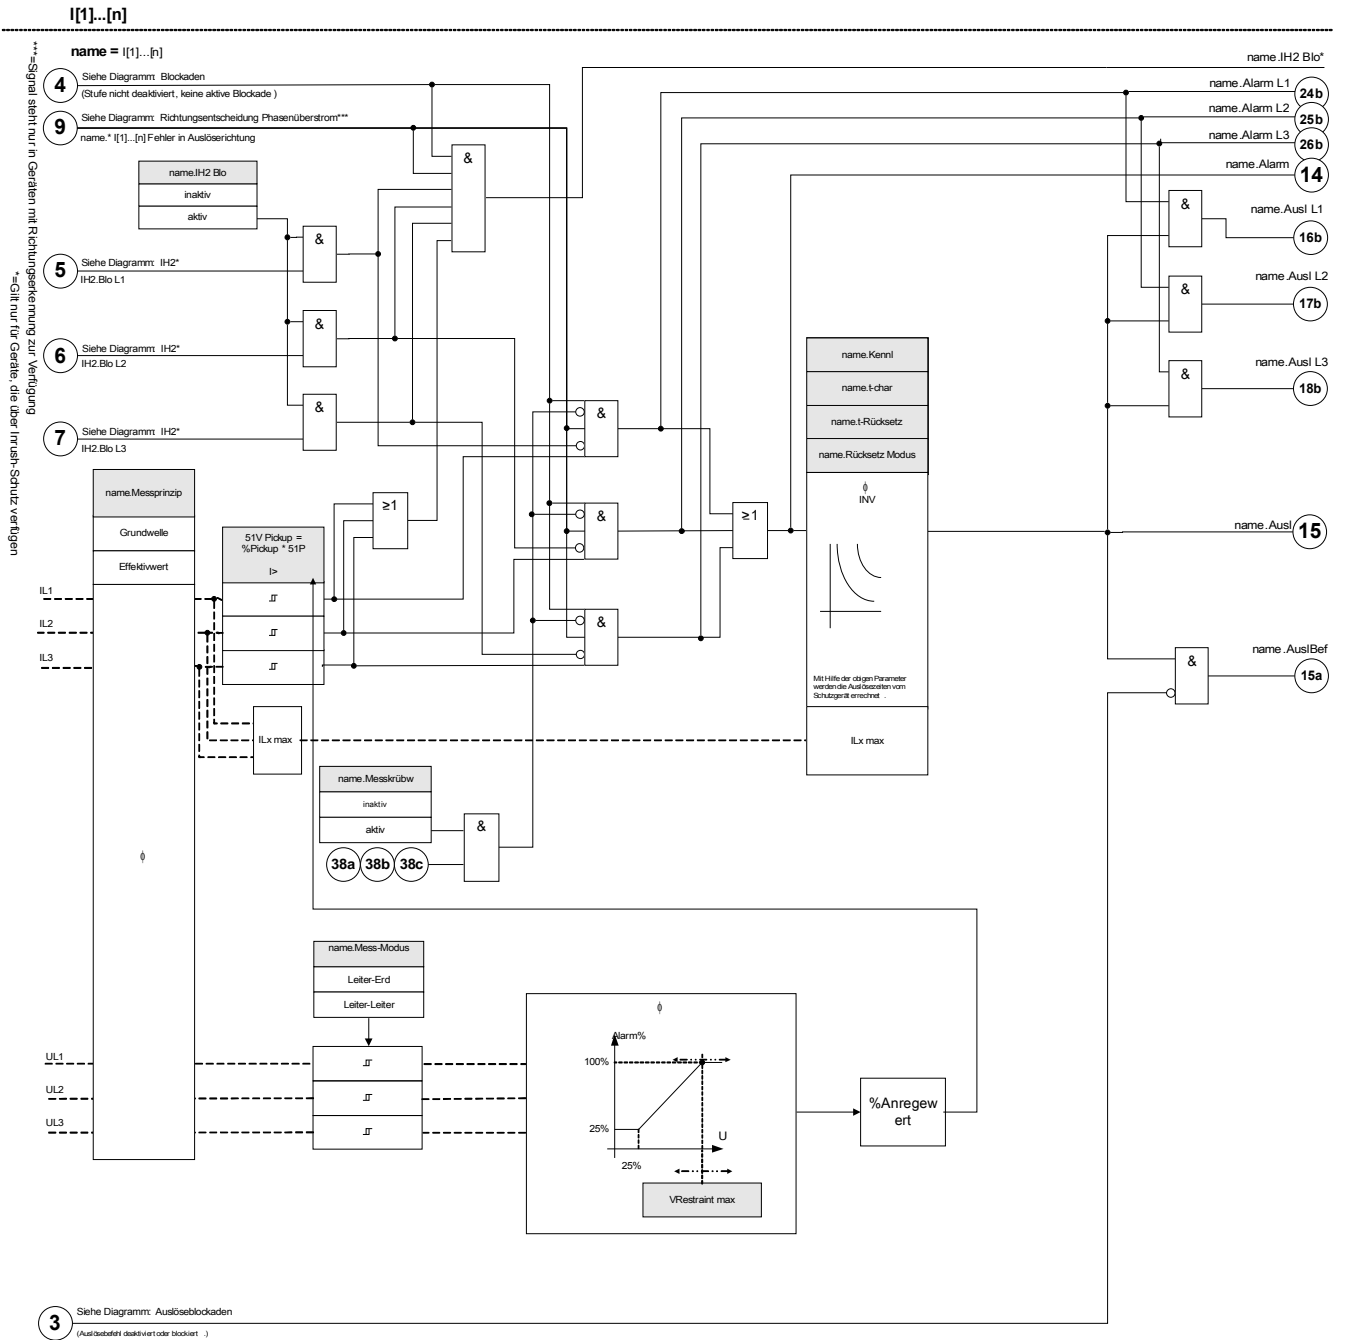 I[1]...[n]
name = I[1]...[n]
***=Signal steht nur in Geräten mit Richtungserkennung zur Verfügung
*=Gilt nur für Geräte, die über Inrush-Schutz verfügen
4
Siehe Diagramm: Blockaden
(Stufe nicht deaktiviert, keine aktive Blockade )
9
Siehe Diagramm: Richtungsentscheidung Phasenüberstrom***
name.* I[1]...[n] Fehler in Auslöserichtung
name.IH2 Blo
inaktiv
aktiv
&
5
Siehe Diagramm: IH2*
IH2.Blo L1
&
6
Siehe Diagramm: IH2*
IH2.Blo L2
&
7
Siehe Diagramm: IH2*
IH2.Blo L3
&
name.IH2 Blo*
name.Alarm L1
24b
name.Alarm L2
25b
name.Alarm L3
26b
name.Alarm
14
&
name.Ausl L1
16b
&
name.Ausl L2
17b
&
name.Ausl L3
18b
name.Messprinzip
Grundwelle
Effektivwert
ϕ
51V Pickup =
%Pickup * 51P
I>
≥1
&
&
&
≥1
name.Kennl
name.t-char
name.t-Rücksetz
name.Rücksetz Modus
ϕ
INV
Mit Hilfe der obigen Parameter
werden die Auslösezeiten vom
Schutzgerät errechnet .
ILx max
name.Ausl
15
&
name.AuslBef
15a
IL1
IL2
IL3
ILx max
name.Messkrübw
inaktiv
aktiv
&
38a
38b
38c
name.Mess-Modus
Leiter-Erd
Leiter-Leiter
UL1
UL2
UL3
ϕ
Alarm%
100%
25%
U
25%
VRestraint max
%Anregew
ert
3
Siehe Diagramm: Auslöseblockaden
(Auslösebefehl deaktiviert oder blockiert .)